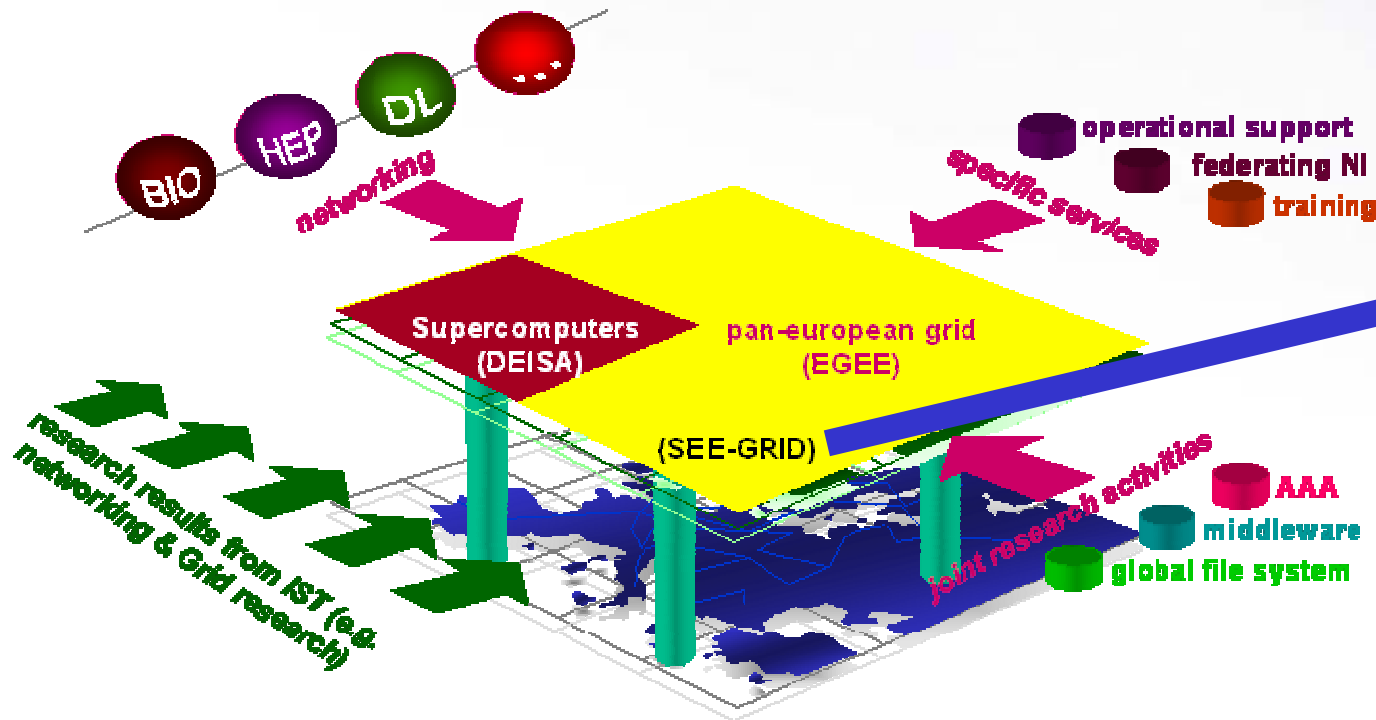 BIO
HEP
DL
...
networking
specific services
operational support
federating NI
training
Supercomputers
(DEISA)
pan-european grid
(EGEE)
(SEE-GRID)
research results from IST (e.g.
networking & Grid research)
joint research activities
AAA
middleware
global file system